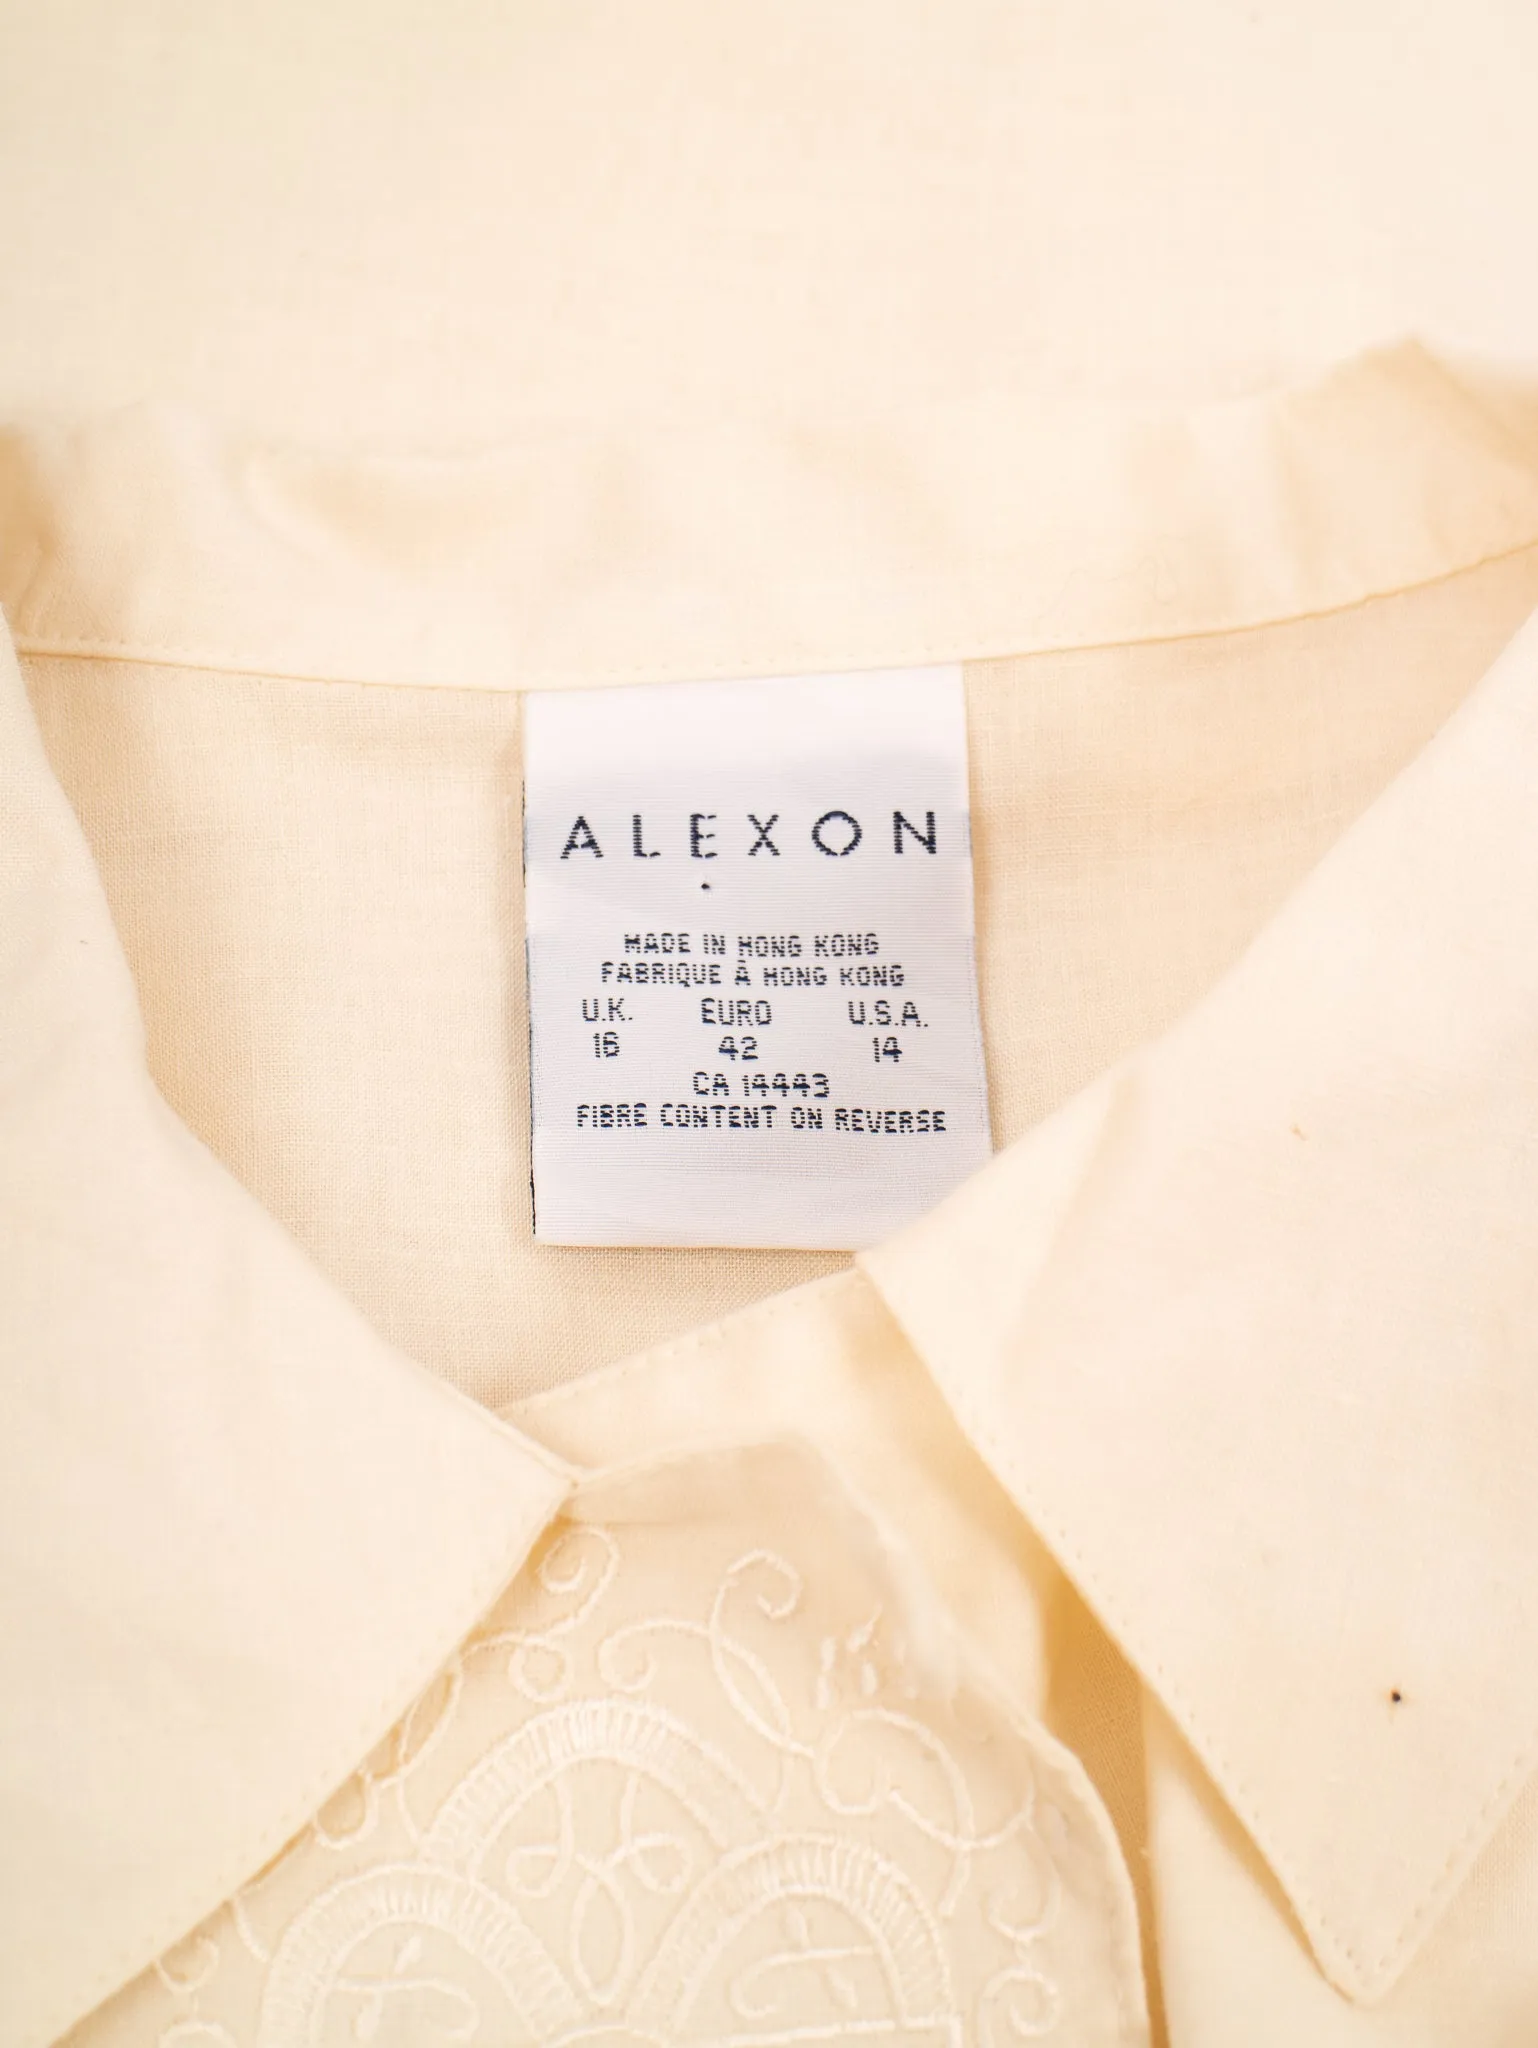 ALEXON
MADE IN HONG KONG
FABRIQUE À HONG KONG
U.K. EURO U.S.A.
16 42 14
CA 14443
FIBRE CONTENT ON REVERSE